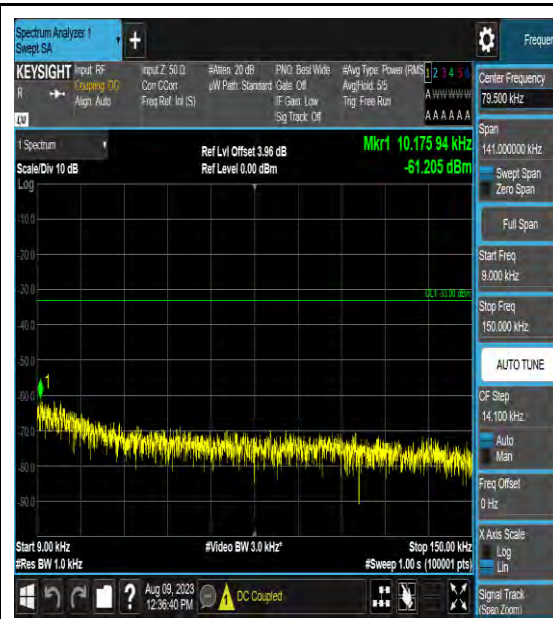 Spectrum Analyzer 1
Swept SA
Frequen
KEYSIGHT
R
Input: RF
Coupling: DC
Align: Auto
Input Z: 50 Ω
Corr CCorr
Freq Ref: Int (S)
#Atten: 20 dB
µW Path: Standard
PNO: Best Wide
Gate: Off
IF Gain: Low
Sig Track: Off
#Avg Type: Power (RMS
Avg|Hold: 5/5
Trig: Free Run
1 2 3 4 5 6
A W W W W W
A A A A A A
1 Spectrum
Scale/Div 10 dB
Log
Ref Lvl Offset 3.96 dB
Ref Level 0.00 dBm
Mkr1 10.175 94 kHz
-61.205 dBm
-10.0
-20.0
-30.0
-40.0
-50.0
-60.0
-70.0
-80.0
-90.0
1
Start 9.00 kHz
#Res BW 1.0 kHz
#Video BW 3.0 kHz*
Stop 150.00 kHz
#Sweep 1.00 s (100001 pts)
Center Frequency
79.500 kHz
Span
141.000000 kHz
Swept Span
Zero Span
Full Span
Start Freq
9.000 kHz
Stop Freq
150.000 kHz
AUTO TUNE
CF Step
14.100 kHz
Auto
Man
Freq Offset
0 Hz
X Axis Scale
Log
Lin
Signal Track
(Span Zoom)
?
Aug 09, 2023
12:36:40 PM
DC Coupled